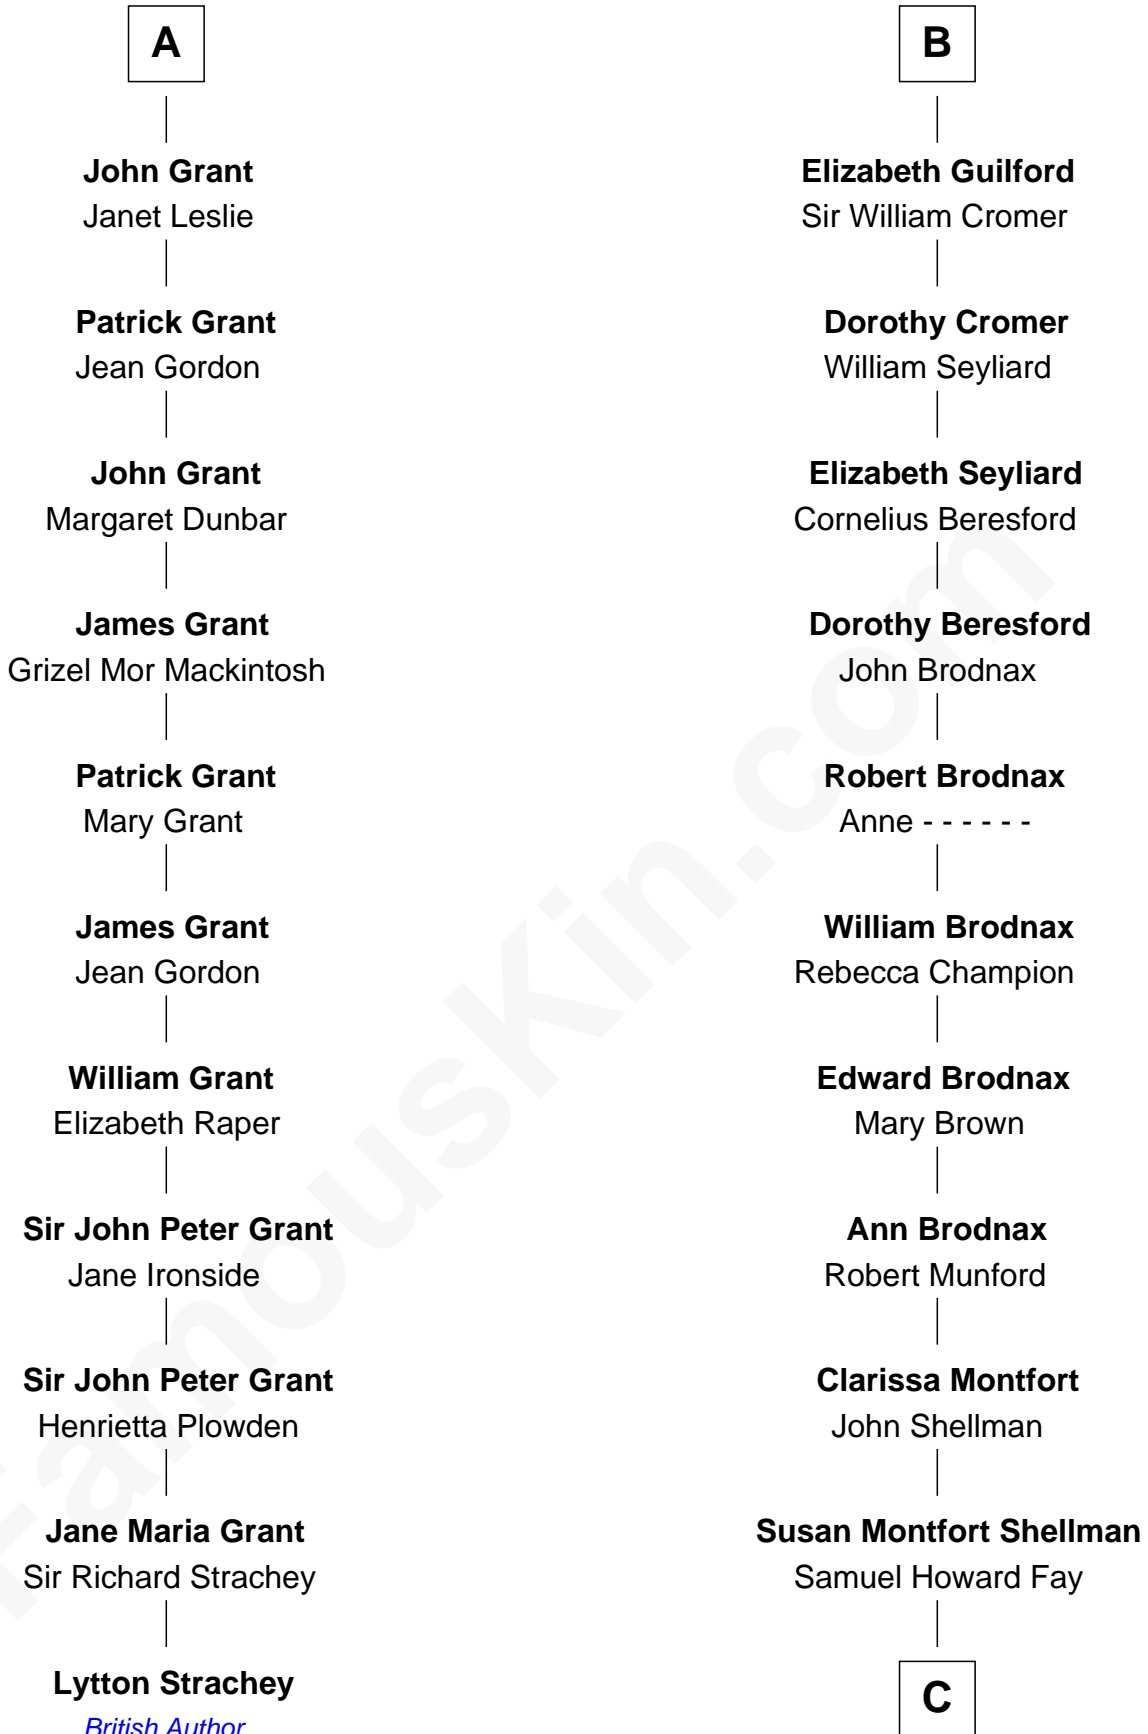 A
John Grant
Janet Leslie
Patrick Grant
Jean Gordon
John Grant
Margaret Dunbar
James Grant
Grizel Mor Mackintosh
Patrick Grant
Mary Grant
James Grant
Jean Gordon
William Grant
Elizabeth Raper
Sir John Peter Grant
Jane Ironside
Sir John Peter Grant
Henrietta Plowden
Jane Maria Grant
Sir Richard Strachey
Lytton Strachey
British Author
B
Elizabeth Guilford
Sir William Cromer
Dorothy Cromer
William Seyliard
Elizabeth Seyliard
Cornelius Beresford
Dorothy Beresford
John Brodnax
Robert Brodnax
Anne - - - - - -
William Brodnax
Rebecca Champion
Edward Brodnax
Mary Brown
Ann Brodnax
Robert Munford
Clarissa Montfort
John Shellman
Susan Montfort Shellman
Samuel Howard Fay
C
FamousKin.com